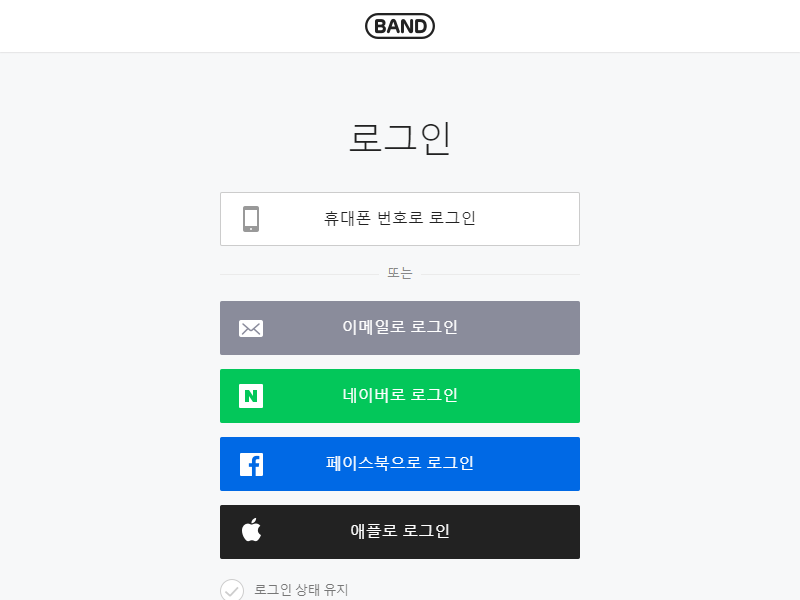 BAND
로그인
휴대폰 번호로 로그인
또는
이메일로 로그인
네이버로 로그인
페이스북으로 로그인
애플로 로그인
로그인 상태 유지